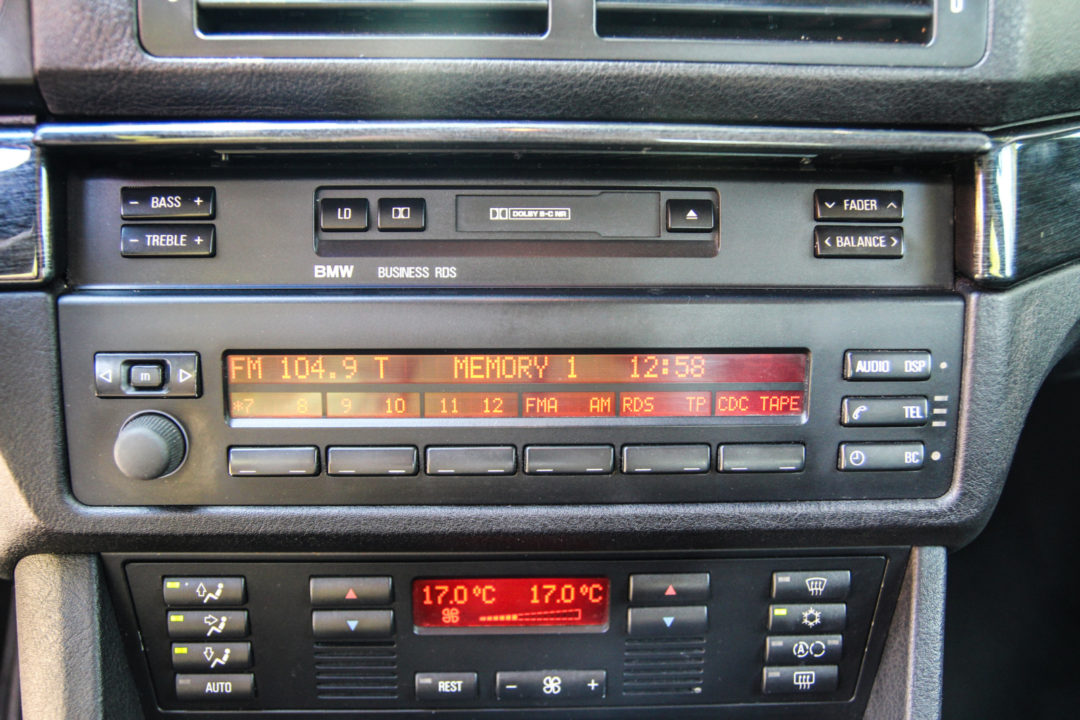 - BASS +
- TREBLE +
LD
DOLBY B-C NR
FADER
< BALANCE >
BMW BUSINESS RDS
m
FM 104.9 T MEMORY 1 12:58
*7 8 9 10 11 12 FMA AM RDS TP CDC TAPE
AUDIO DSP
TEL
BC
17.0°C 17.0°C
A
AUTO
REST
- +